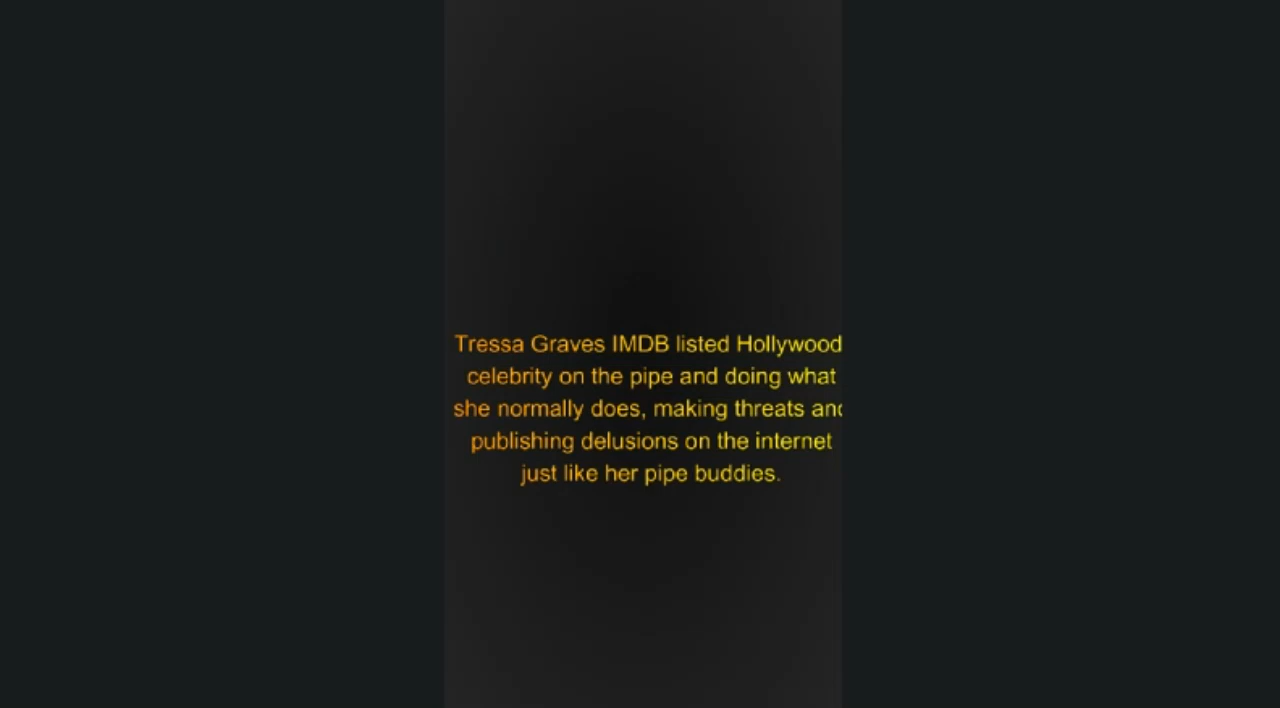 Tressa Graves IMDB listed Hollywood
celebrity on the pipe and doing what
she normally does, making threats and
publishing delusions on the internet
just like her pipe buddies.